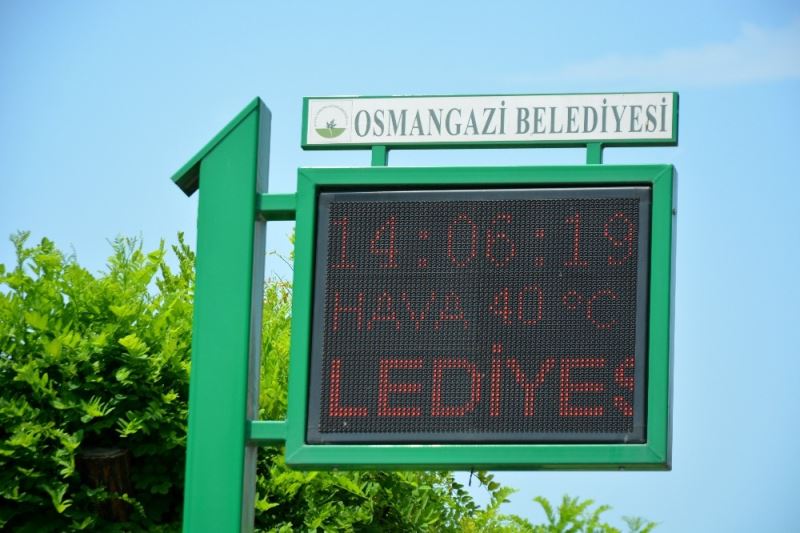 OSMANGAZİ BELEDİYESİ
14:06:19
HAVA 40 °C
LEDİYES